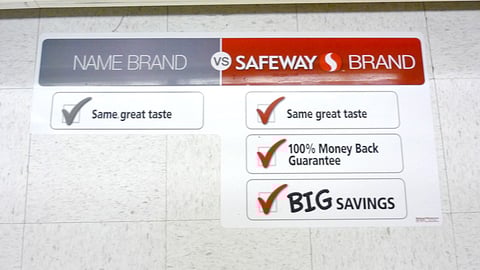 NAME BRAND VS SAFEWAY BRAND
Same great taste
Same great taste
100% Money Back
Guarantee
BIG SAVINGS